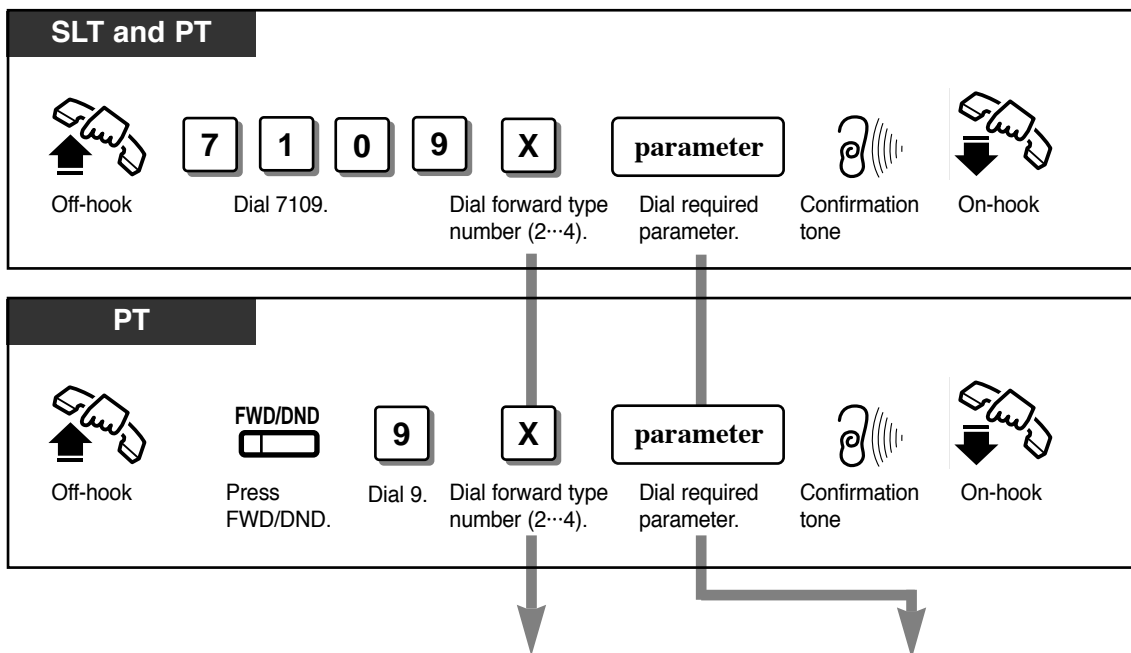 SLT and PT
7 1 0 9 X parameter
Off-hook
Dial 7109.
Dial forward type
number (2···4).
Dial required
parameter.
Confirmation
tone
On-hook
PT
FWD/DND
9 X parameter
Off-hook
Press
FWD/DND.
Dial 9.
Dial forward type
number (2···4).
Dial required
parameter.
Confirmation
tone
On-hook